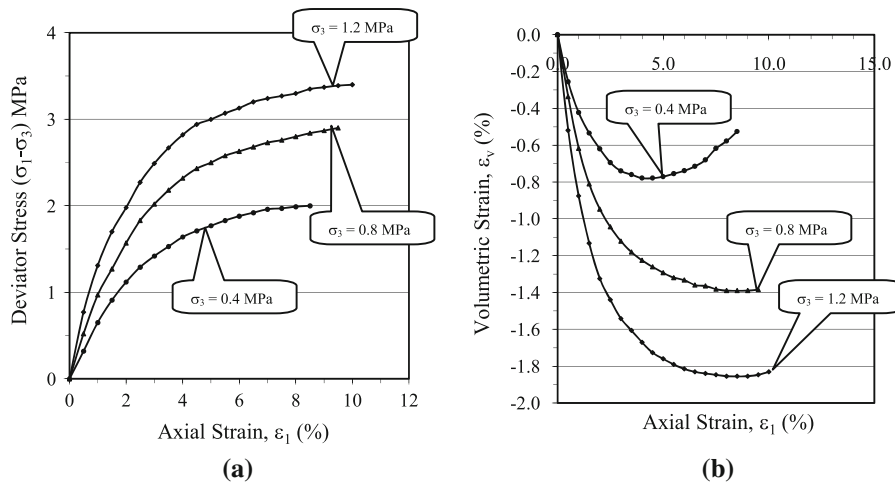 4
3
2
1
0
Deviator Stress (σ₁-σ₃) MPa
σ₃ = 1.2 MPa
σ₃ = 0.8 MPa
σ₃ = 0.4 MPa
0 2 4 6 8 10 12
Axial Strain, ε₁ (%)
(a)
0.0
-0.2
-0.4
-0.6
-0.8
-1.0
-1.2
-1.4
-1.6
-1.8
-2.0
Volumetric Strain, εᵥ (%)
0.0 5.0 10.0 15.0
σ₃ = 0.4 MPa
σ₃ = 0.8 MPa
σ₃ = 1.2 MPa
Axial Strain, ε₁ (%)
(b)